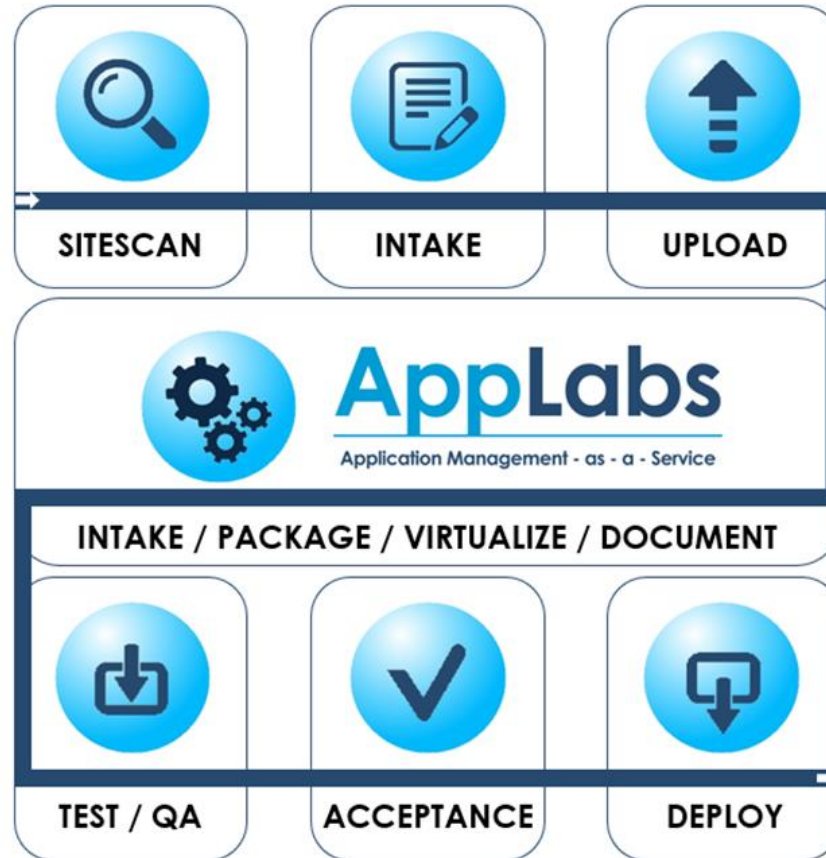 SITESCAN INTAKE UPLOAD
AppLabs
Application Management - as - a - Service
INTAKE / PACKAGE / VIRTUALIZE / DOCUMENT
TEST / QA ACCEPTANCE DEPLOY